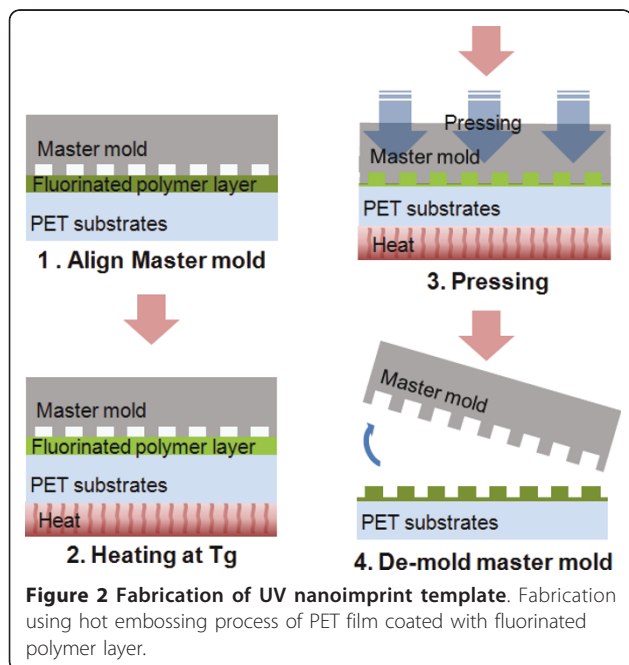 Master mold
Fluorinated polymer layer
PET substrates
1 . Align Master mold
Master mold
Fluorinated polymer layer
PET substrates
Heat
2. Heating at Tg
Pressing
Master mold
PET substrates
Heat
3. Pressing
Master mold
PET substrates
4. De-mold master mold
Figure 2 Fabrication of UV nanoimprint template. Fabrication
using hot embossing process of PET film coated with fluorinated
polymer layer.